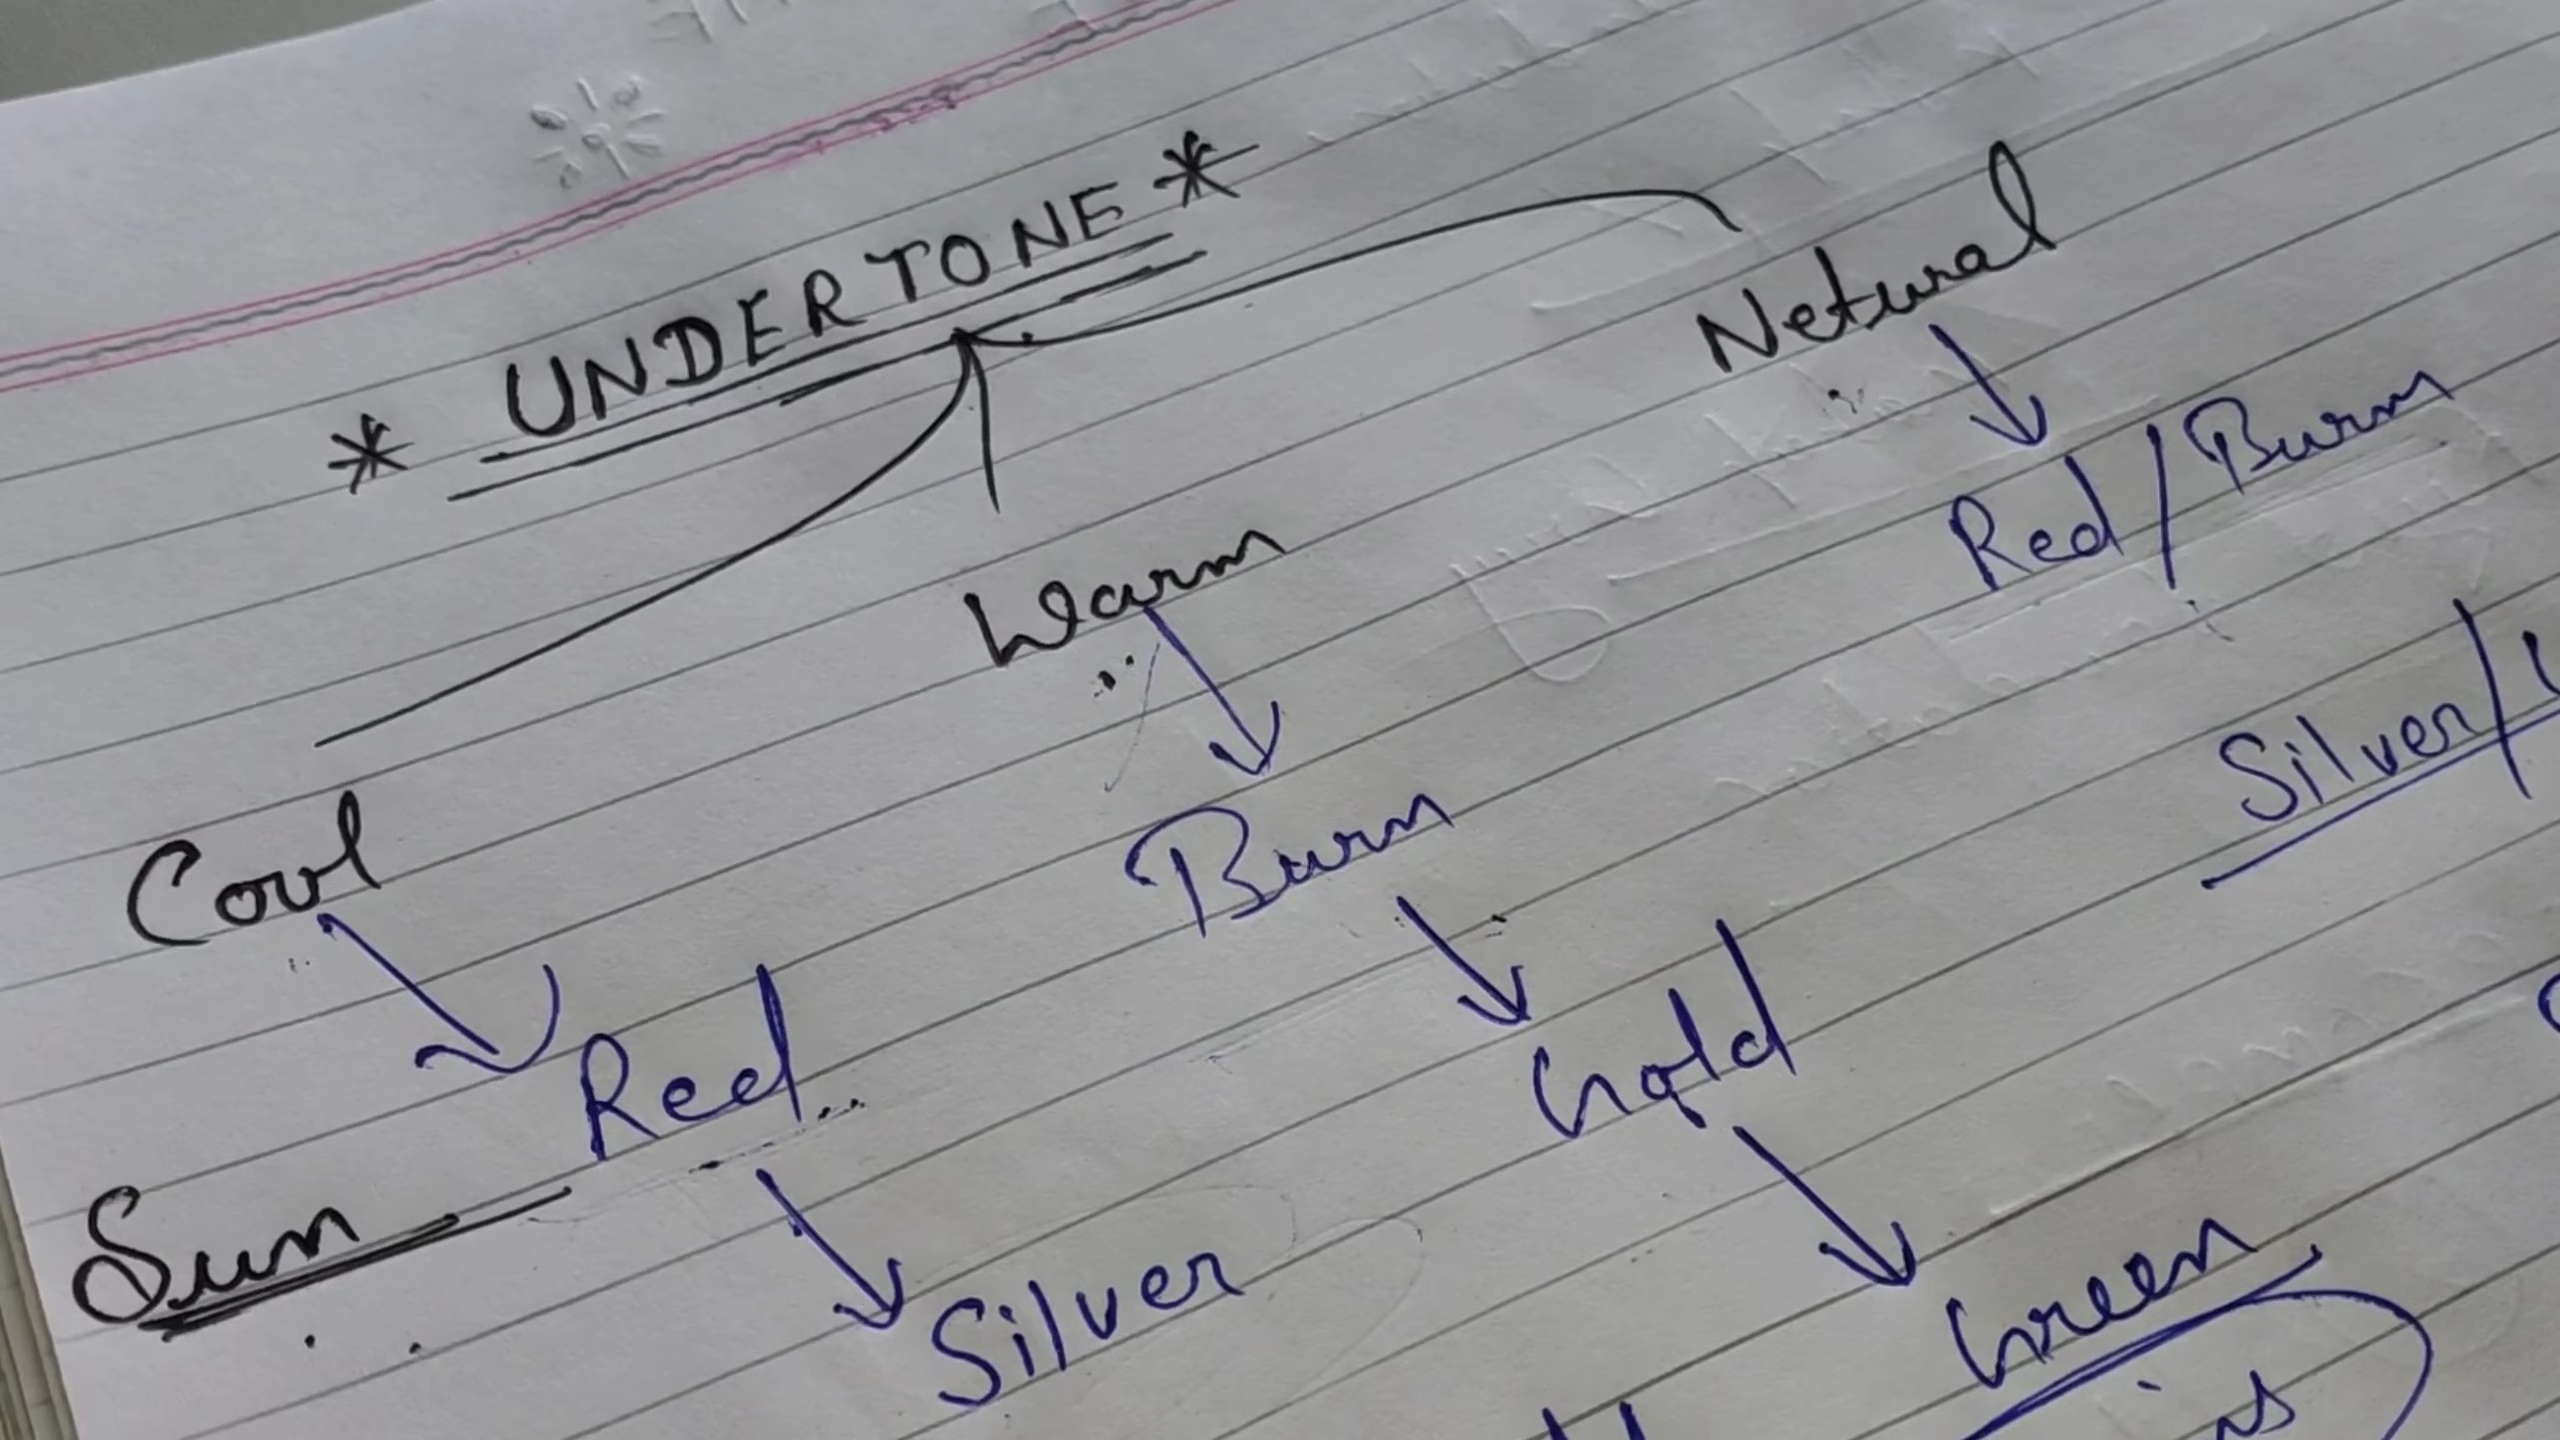 * UNDERTONE *
Netural
Warm
Red / Burn
Cool
Burn
Silver/
Red
Gold
Sun
Silver
Green